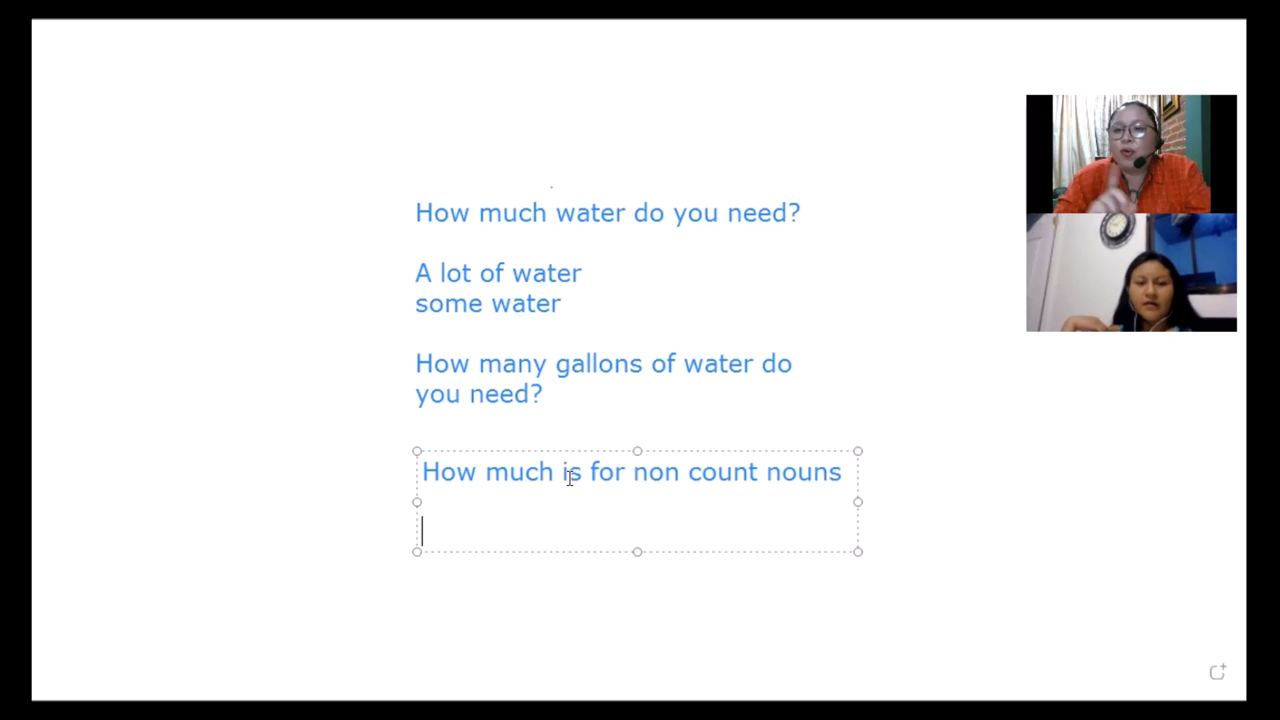 How much water do you need?
A lot of water
some water
How many gallons of water do
you need?
How much is for non count nouns